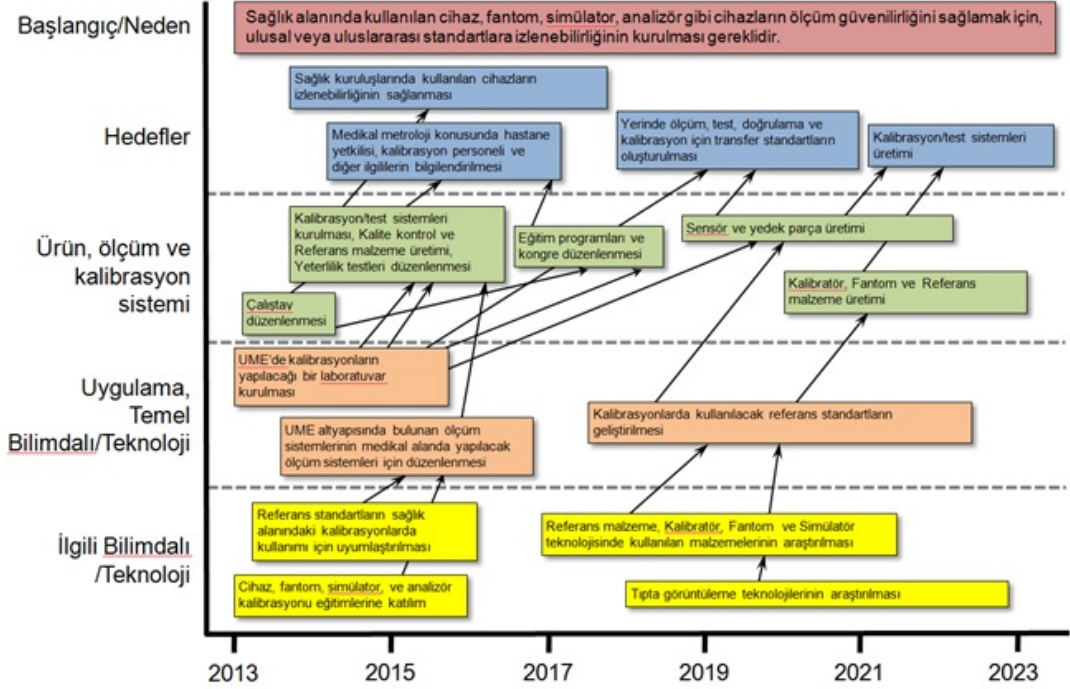 Başlangıç/Neden
Sağlık alanında kullanılan cihaz, fantom, simülator, analizör gibi cihazların ölçüm güvenilirliğini sağlamak için,
ulusal veya uluslararası standartlara izlenebilirliğinin kurulması gereklidir.
Hedefler
Sağlık kuruluşlarında kullanılan cihazların
izlenebilirliğinin sağlanması
Medikal metroloji konusunda hastane
yetkilisi, kalibrasyon personeli ve
diğer ilgililerin bilgilendirilmesi
Yerinde ölçüm, test, doğrulama ve
kalibrasyon için transfer standartların
oluşturulması
Kalibrasyon/test sistemleri
üretimi
Ürün, ölçüm ve
kalibrasyon
sistemi
Kalibrasyon/test sistemleri
kurulması, Kalite kontrol ve
Referans malzeme üretimi,
Yeterlilik testleri düzenlenmesi
Eğitim programları ve
kongre düzenlenmesi
Sensör ve yedek parça üretimi
Çalıştay
düzenlenmesi
Kalibratör, Fantom ve Referans
malzeme üretimi
Uygulama,
Temel
Bilimdalı/Teknoloji
UME'de kalibrasyonların
yapılacağı bir laboratuvar
kurulması
UME altyapısında bulunan ölçüm
sistemlerinin medikal alanda yapılacak
ölçüm sistemleri için düzenlenmesi
Kalibrasyonlarda kullanılacak referans standartların
geliştirilmesi
İlgili Bilimdalı
/Teknoloji
Referans standartların sağlık
alanındaki kalibrasyonlarda
kullanımı için uyumlaştırılması
Cihaz, fantom, simülator, ve analizör
kalibrasyonu eğitimlerine katılım
Referans malzeme, Kalibratör, Fantom ve Simülatör
teknolojisinde kullanılan malzemelerinin araştırılması
Tıpta görüntüleme teknolojilerinin araştırılması
2013
2015
2017
2019
2021
2023